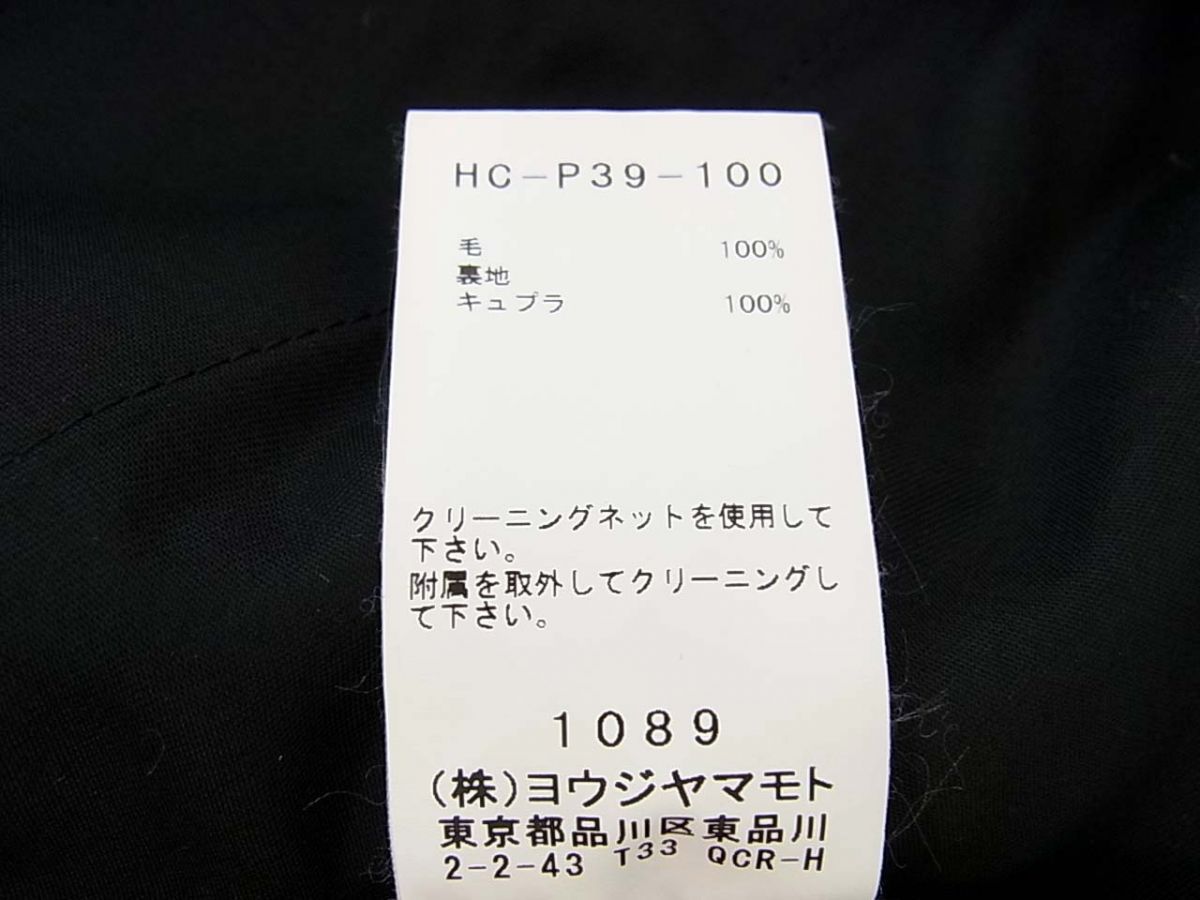 HC-P39-100
毛 100%
裏地
キュプラ 100%
クリーニングネットを使用して
下さい。
附属を取外してクリーニングし
て下さい。
1089
(株)ヨウジヤマモト
東京都品川区東品川
2-2-43 T33 QCR-H